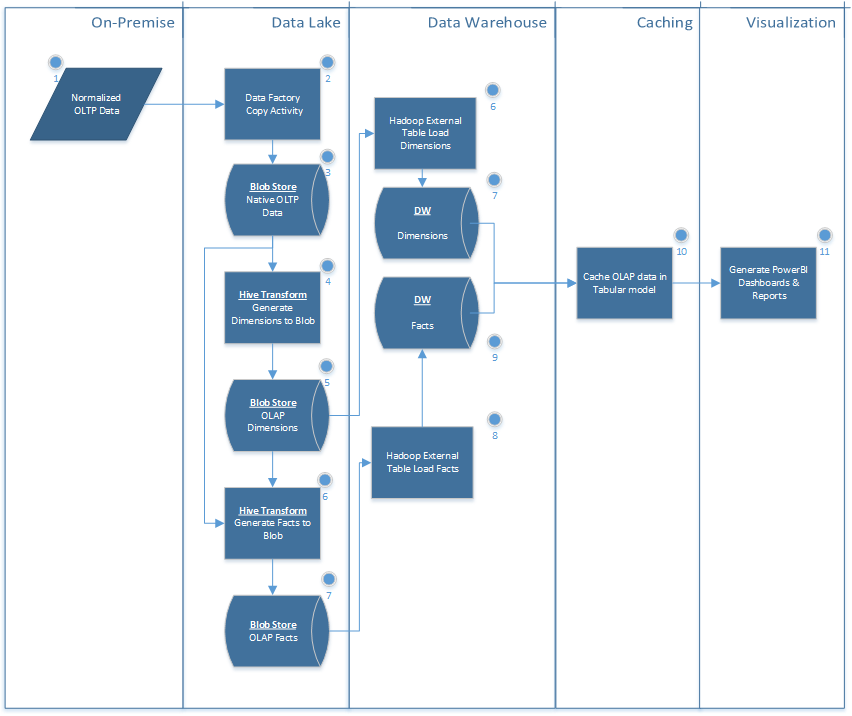 On-Premise
Data Lake
Data Warehouse
Caching
Visualization
1
Normalized
OLTP Data
2
Data Factory
Copy Activity
3
Blob Store
Native OLTP
Data
4
Hive Transform
Generate
Dimensions to Blob
5
Blob Store
OLAP
Dimensions
6
Hive Transform
Generate Facts to
Blob
7
Blob Store
OLAP Facts
6
Hadoop External
Table Load
Dimensions
7
DW
Dimensions
DW
Facts
9
8
Hadoop External
Table Load Facts
10
Cache OLAP data in
Tabular model
11
Generate PowerBI
Dashboards &
Reports